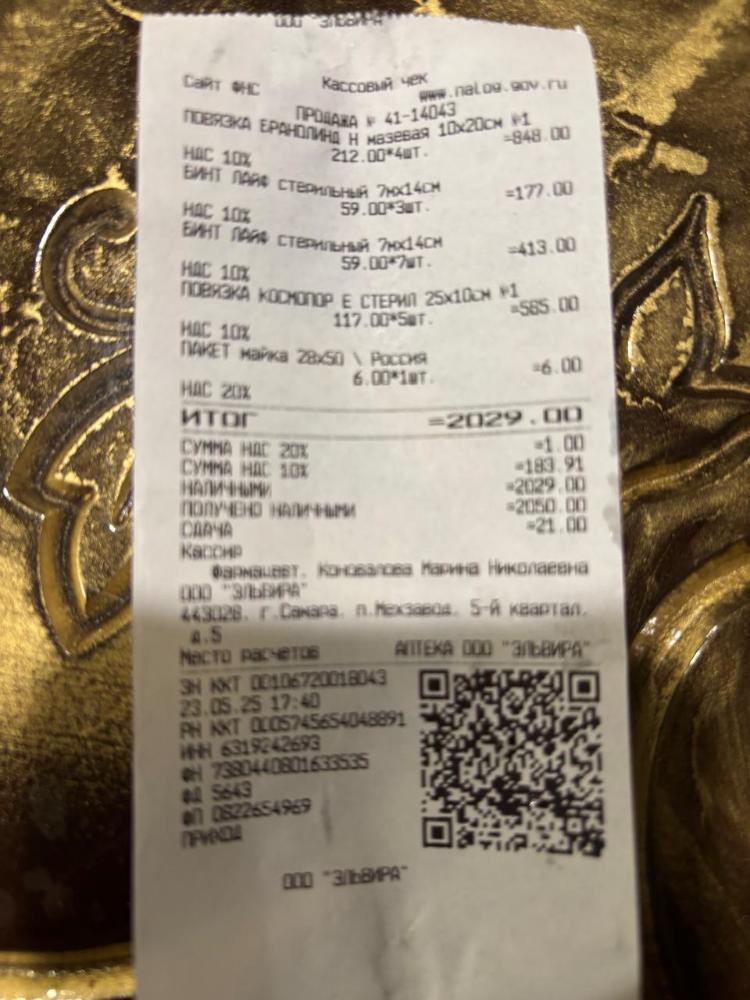 ООО "ЭЛЬВИРА"
Кассовый чек
Сайт ФНС www.nalog.gov.ru
ПРОДАЖА № 41-14043
ПОВЯЗКА БРАНОЛИНД Н мазевая 10х20см №1
212.00*4шт. =848.00
НДС 10%
БИНТ ЛАЙФ СТЕРИЛЬНЫЙ 7мх14см
59.00*3шт. =177.00
НДС 10%
БИНТ ЛАЙФ СТЕРИЛЬНЫЙ 7мх14см
59.00*7шт. =413.00
НДС 10%
ПОВЯЗКА КОСМОПОР Е СТЕРИЛ 25х10см №1
117.00*5шт. =585.00
НДС 10%
ПАКЕТ майка 28х50 \ Россия
6.00*1шт. =6.00
НДС 20%
ИТОГ =2029.00
СУММА НДС 20% =1.00
СУММА НДС 10% =183.91
НАЛИЧНЫМИ =2029.00
ПОЛУЧЕНО НАЛИЧНЫМИ =2050.00
СДАЧА =21.00
Кассир
Фармацевт. Коновалова Марина Николаевна
ООО "ЭЛЬВИРА"
443028. г.Самара. п.Мехзавод. 5-й квартал.
д.5
Место расчетов АПТЕКА ООО "ЭЛЬВИРА"
ЗН ККТ 00106720018043
23.05.25 17:40
РН ККТ 0005745654048891
ИНН 6319242693
ФН 7380440801633535
ФД 5643
ФП 0822654969
ПРИХОД
ООО "ЭЛЬВИРА"